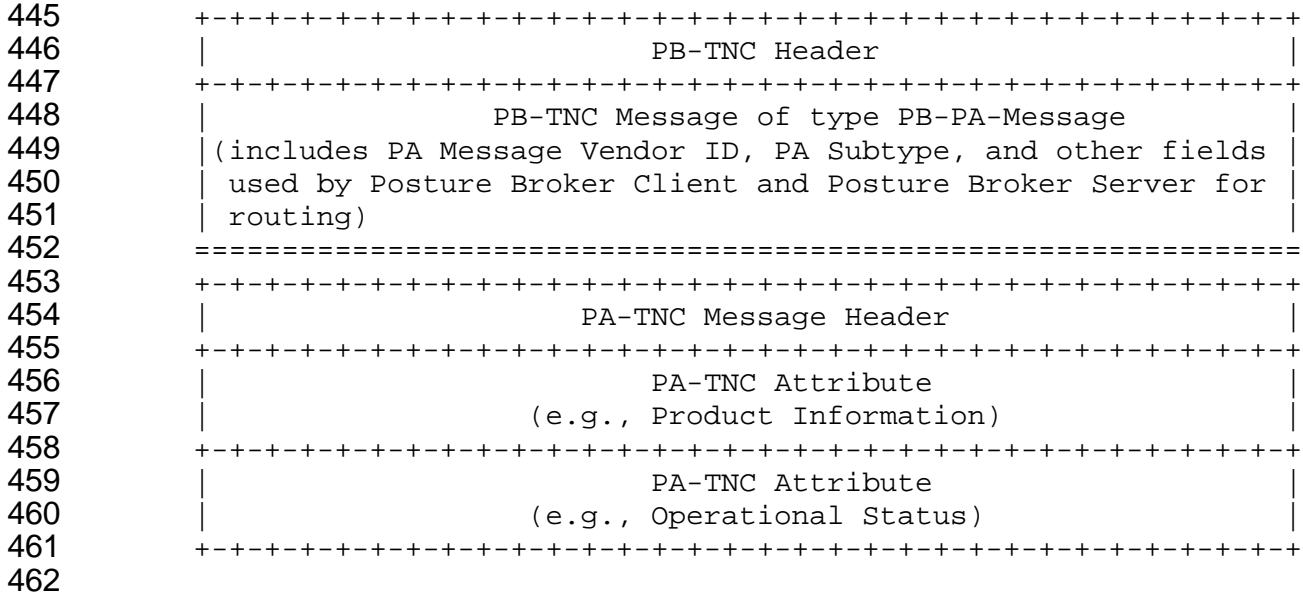 445 +-+-+-+-+-+-+-+-+-+-+-+-+-+-+-+-+-+-+-+-+-+-+-+-+-+-+-+-+-+-+-+-+
446 | PB-TNC Header |
447 +-+-+-+-+-+-+-+-+-+-+-+-+-+-+-+-+-+-+-+-+-+-+-+-+-+-+-+-+-+-+-+-+
448 | PB-TNC Message of type PB-PA-Message |
449 |(includes PA Message Vendor ID, PA Subtype, and other fields |
450 | used by Posture Broker Client and Posture Broker Server for |
451 | routing) |
452 ===============================================================
453 +-+-+-+-+-+-+-+-+-+-+-+-+-+-+-+-+-+-+-+-+-+-+-+-+-+-+-+-+-+-+-+-+
454 | PA-TNC Message Header |
455 +-+-+-+-+-+-+-+-+-+-+-+-+-+-+-+-+-+-+-+-+-+-+-+-+-+-+-+-+-+-+-+-+
456 | PA-TNC Attribute |
457 | (e.g., Product Information) |
458 +-+-+-+-+-+-+-+-+-+-+-+-+-+-+-+-+-+-+-+-+-+-+-+-+-+-+-+-+-+-+-+-+
459 | PA-TNC Attribute |
460 | (e.g., Operational Status) |
461 +-+-+-+-+-+-+-+-+-+-+-+-+-+-+-+-+-+-+-+-+-+-+-+-+-+-+-+-+-+-+-+-+
462